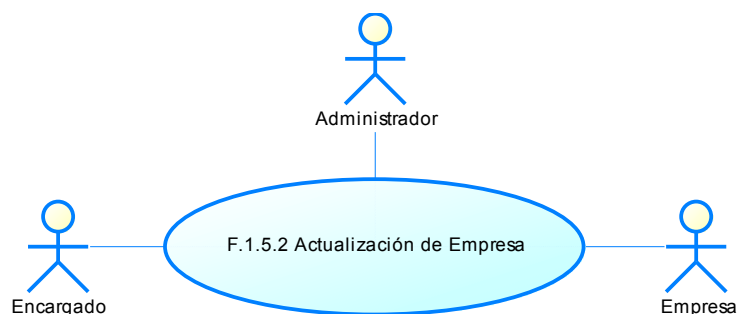 Administrador
F.1.5.2 Actualización de Empresa
Encargado
Empresa